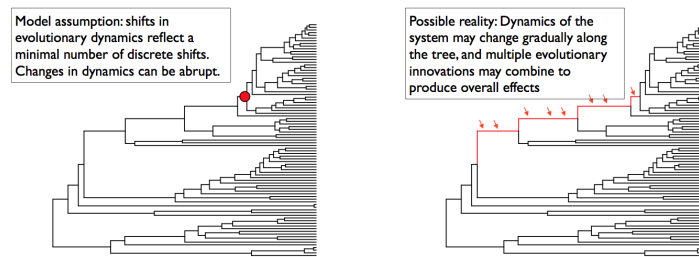 Model assumption: shifts in
evolutionary dynamics reflect a
minimal number of discrete shifts.
Changes in dynamics can be abrupt.
Possible reality: Dynamics of the
system may change gradually along
the tree, and multiple evolutionary
innovations may combine to
produce overall effects